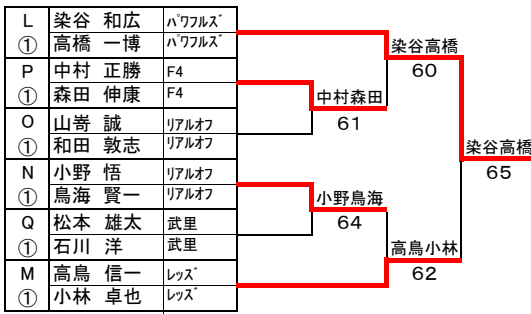 L 染谷 和広 パワフルズ
① 高橋 一博 パワフルズ
P 中村 正勝 F4
① 森田 伸康 F4
O 山嵜 誠 リアルオフ
① 和田 敦志 リアルオフ
N 小野 悟 リアルオフ
① 鳥海 賢一 リアルオフ
Q 松本 雄太 武里
① 石川 洋 武里
M 高鳥 信一 レッズ
① 小林 卓也 レッズ
染谷高橋
60
中村森田
61
小野鳥海
64
高鳥小林
62
染谷高橋
65